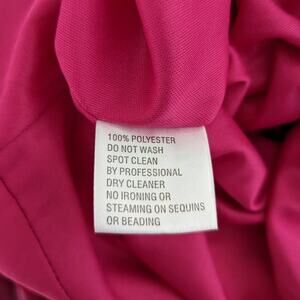 100% POLYESTER
DO NOT WASH
SPOT CLEAN
BY PROFESSIONAL
DRY CLEANER
NO IRONING OR
STEAMING ON SEQUINS
OR BEADING